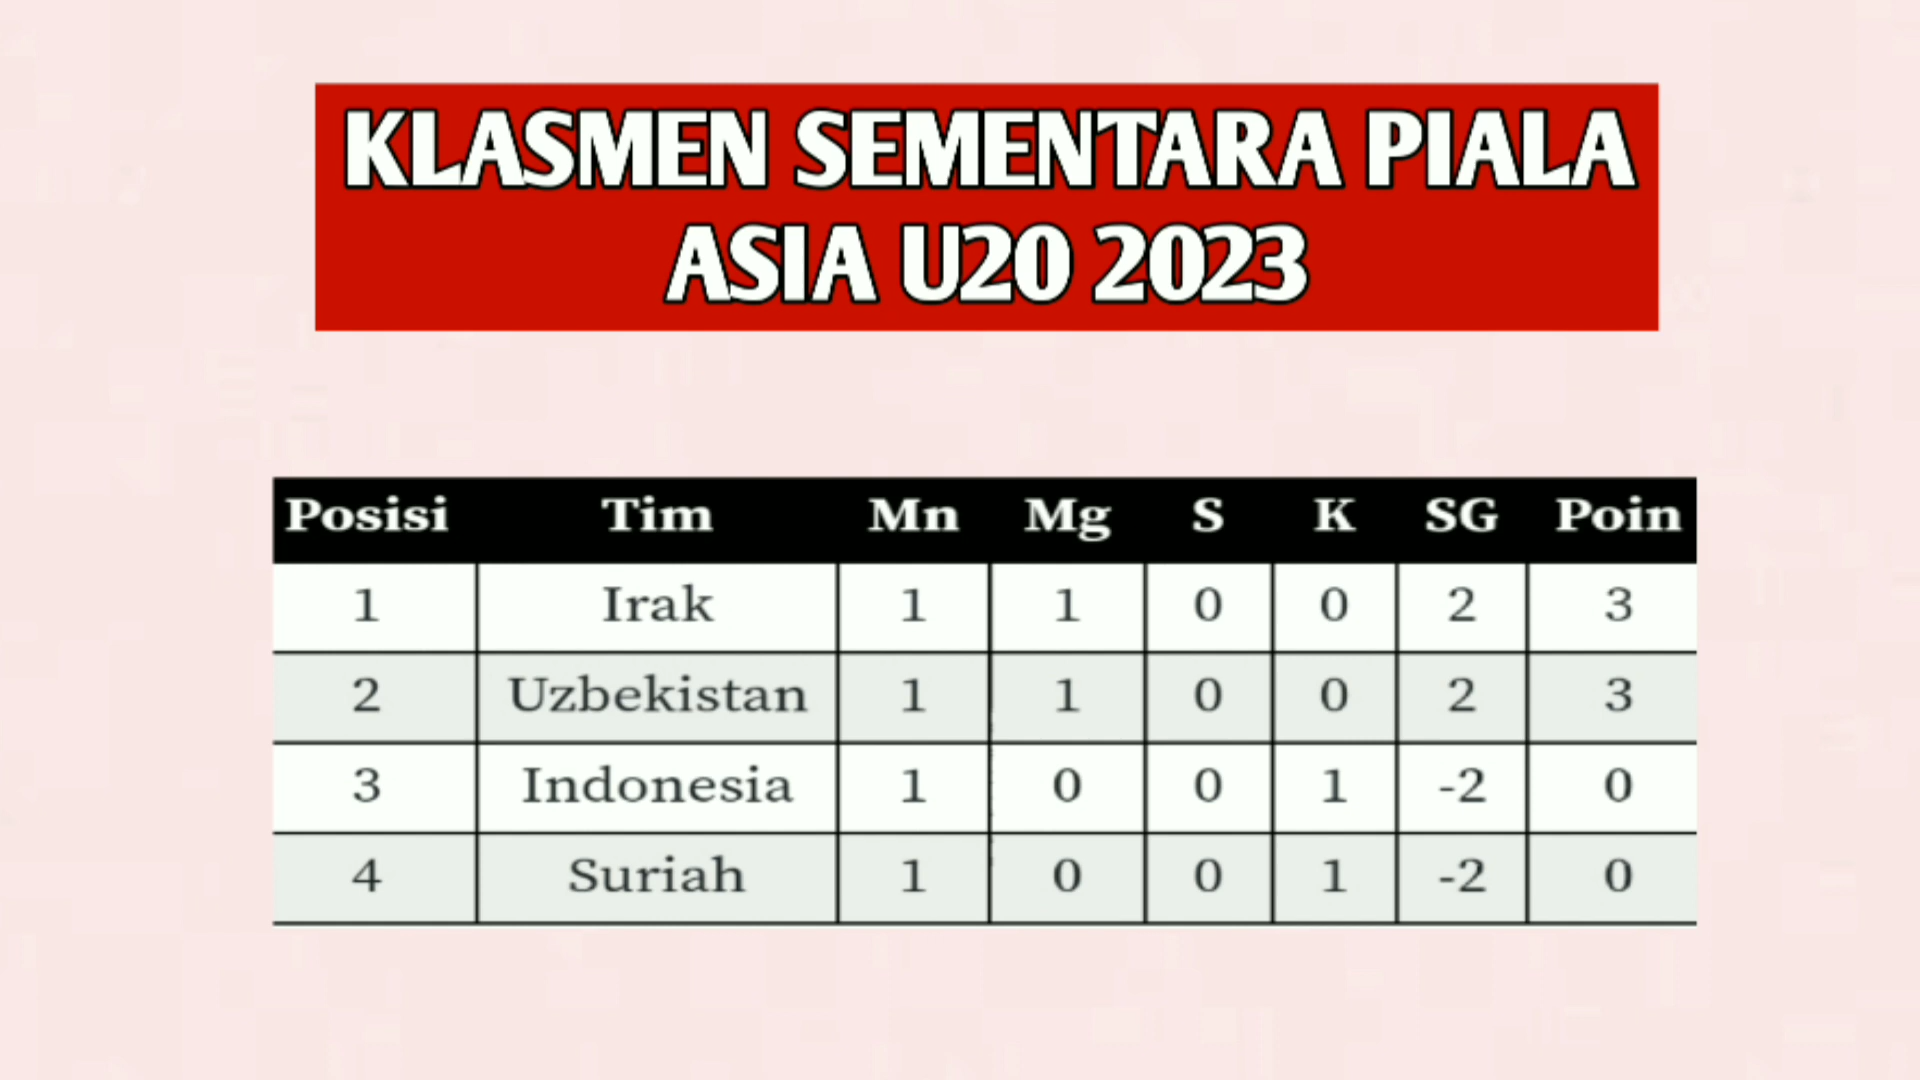 KLASMEN SEMENTARA PIALA
ASIA U20 2023
Posisi Tim Mn Mg S K SG Poin
1 Irak 1 1 0 0 2 3
2 Uzbekistan 1 1 0 0 2 3
3 Indonesia 1 0 0 1 -2 0
4 Suriah 1 0 0 1 -2 0